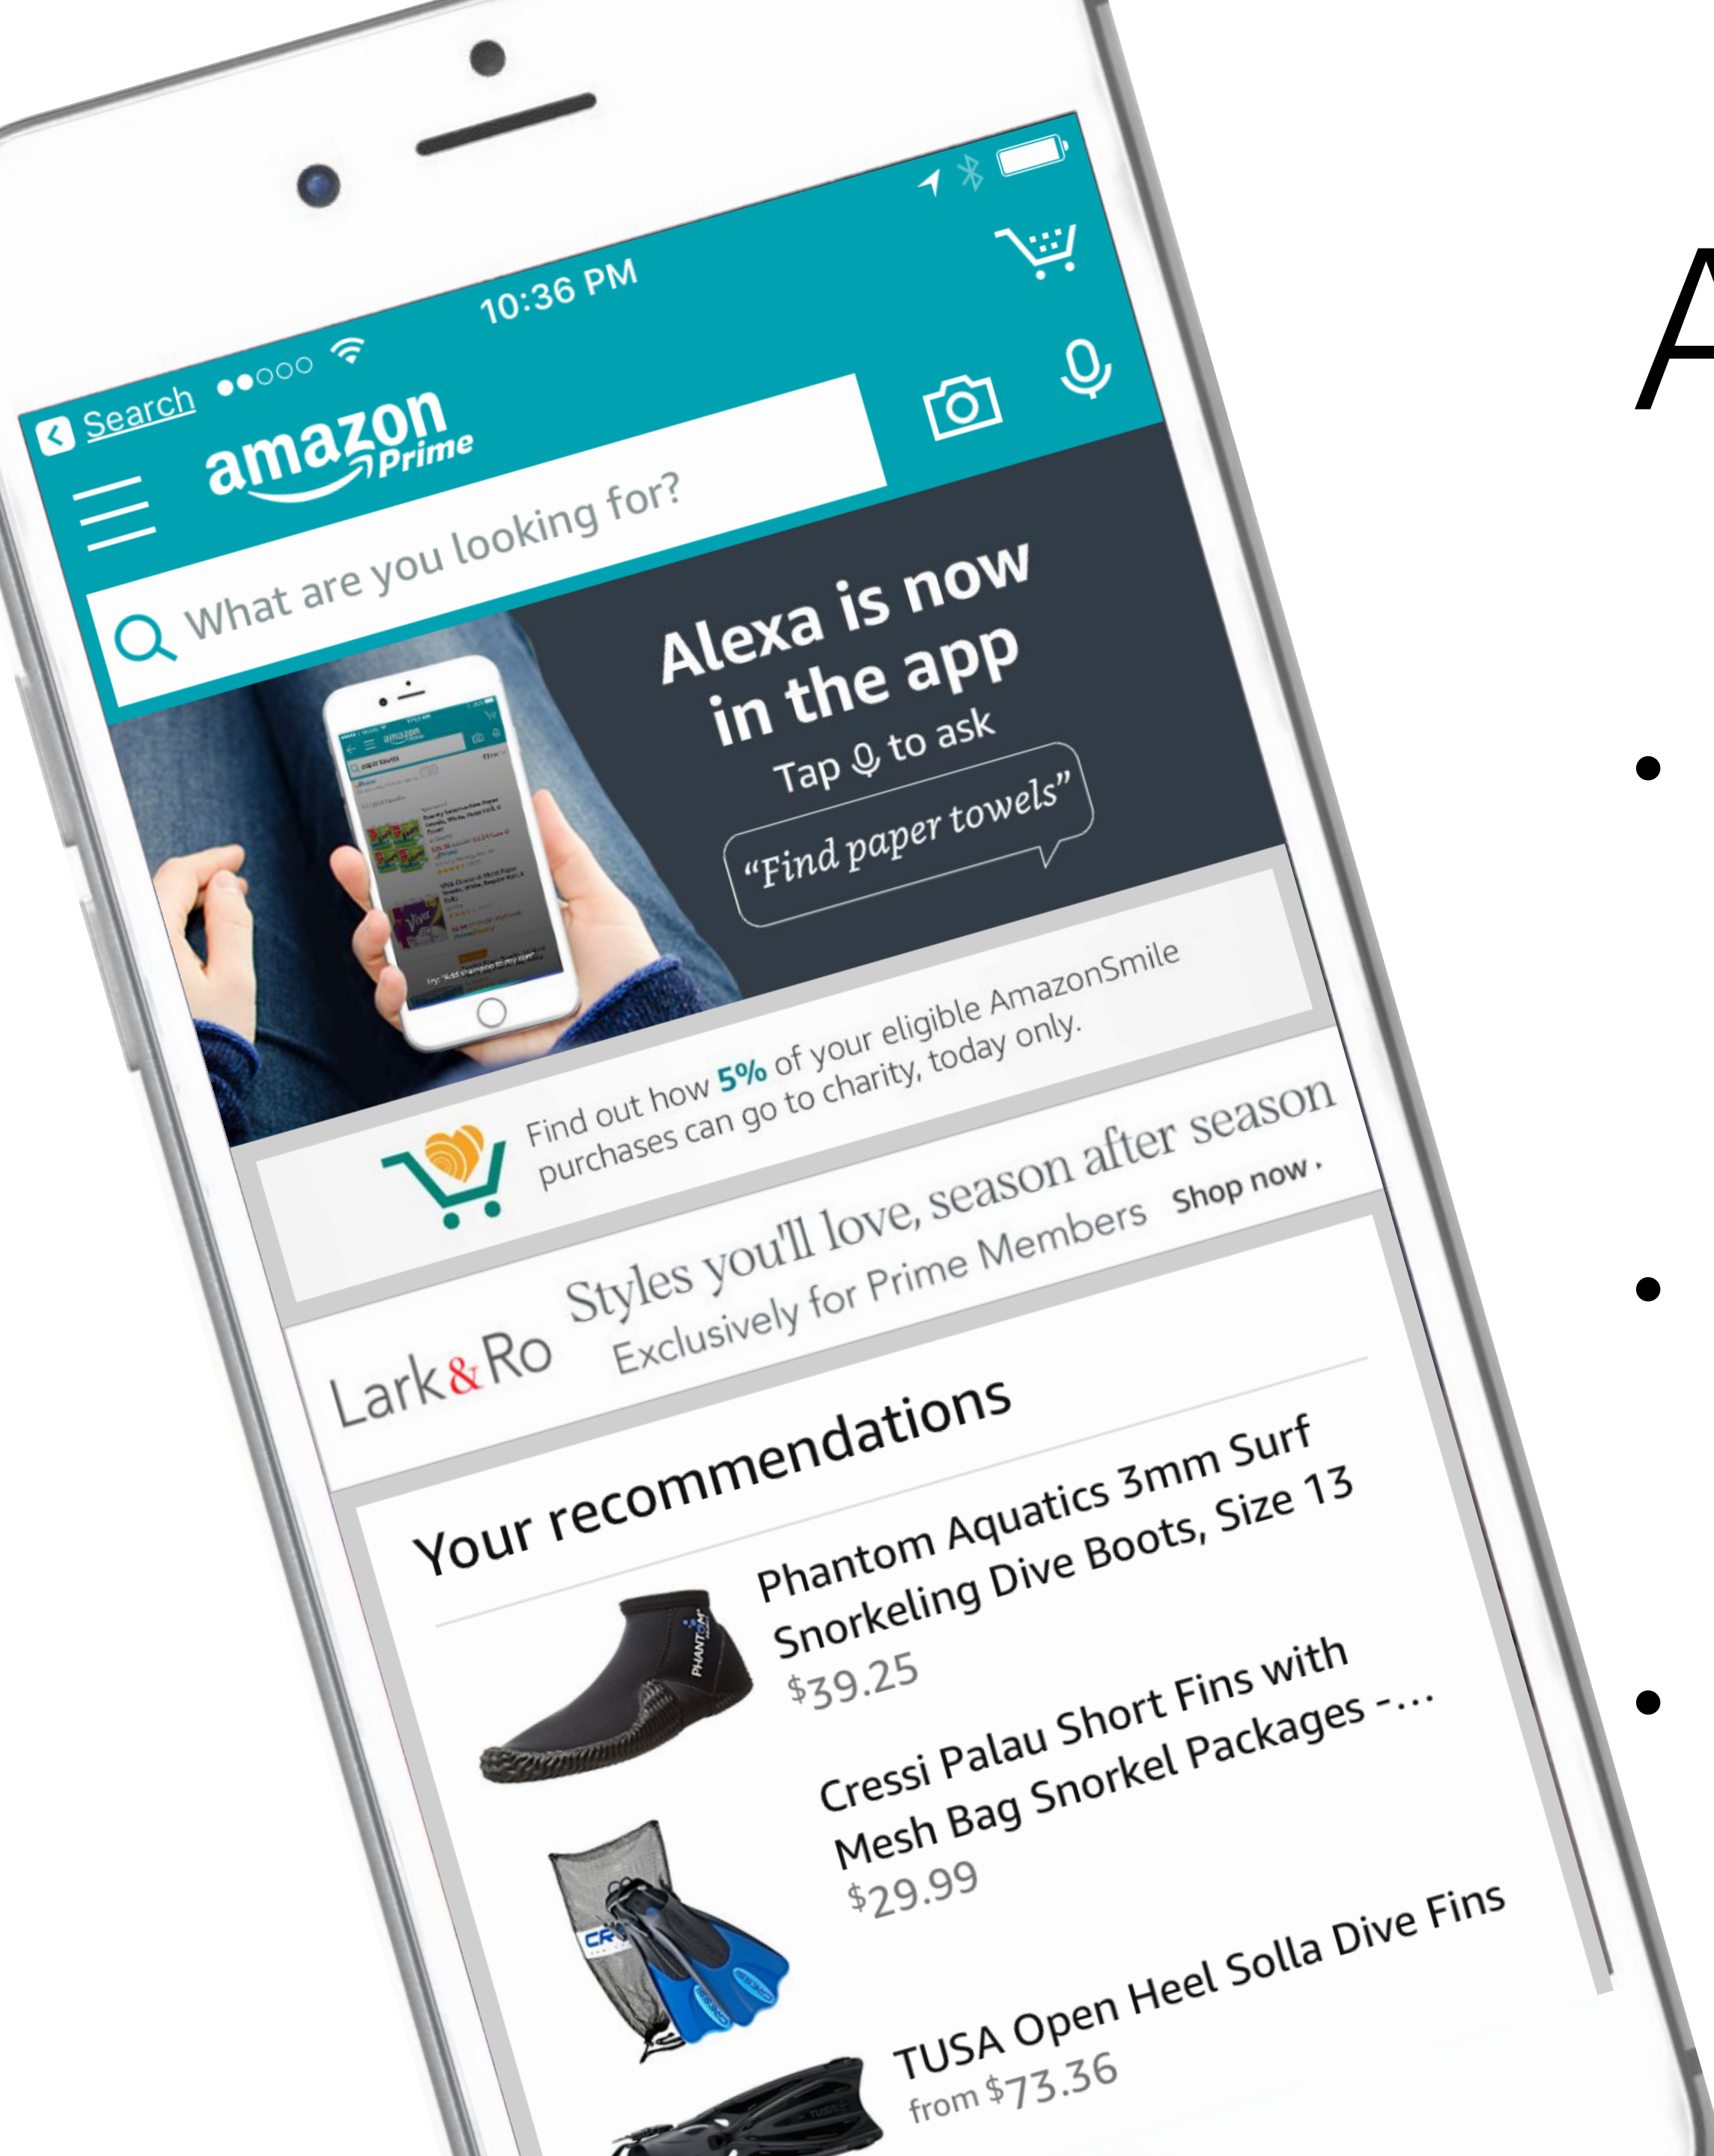 10:36 PM
Search
amazon
Prime
What are you looking for?
Alexa is now
in the app
Tap to ask
“Find paper towels”
amazon
Find out how 5% of your eligible AmazonSmile
purchases can go to charity, today only.
Lark&Ro
Styles you'll love, season after season
Exclusively for Prime Members Shop now
Your recommendations
Phantom Aquatics 3mm Surf
Snorkeling Dive Boots, Size 13
$39.25
PHANTOM
Cressi Palau Short Fins with
Mesh Bag Snorkel Packages -...
$29.99
TUSA Open Heel Solla Dive Fins
from $73.36
A
•
•
•